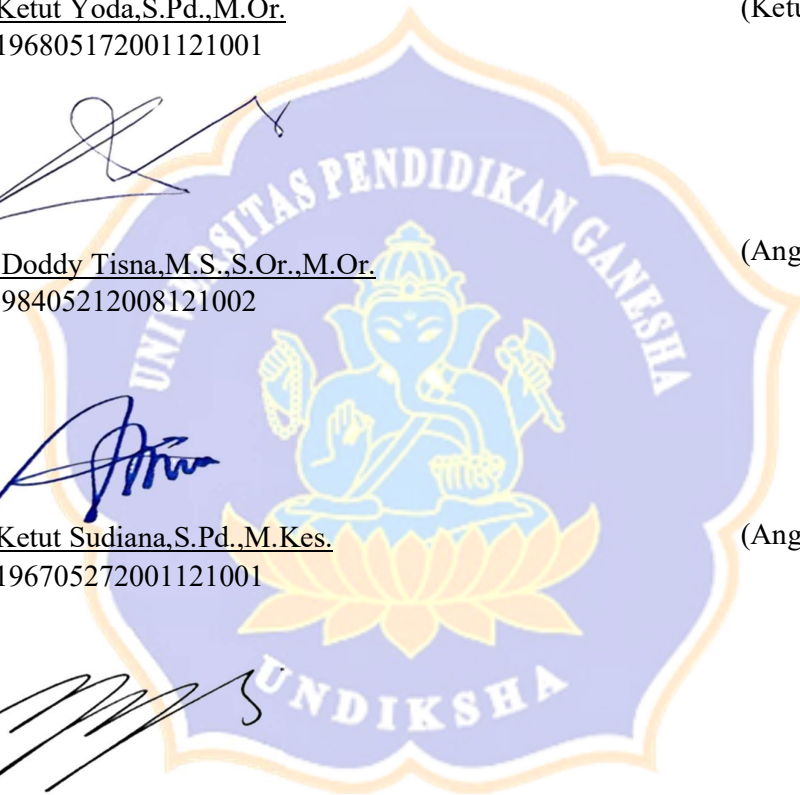 Ketut Yoda,S.Pd.,M.Or. (Ketu
196805172001121001
UNIVERSITAS PENDIDIKAN GANESHA
Doddy Tisna,M.S.,S.Or.,M.Or. (Ang
98405212008121002
Ketut Sudiana,S.Pd.,M.Kes. (Ang
196705272001121001
UNDIKSHA